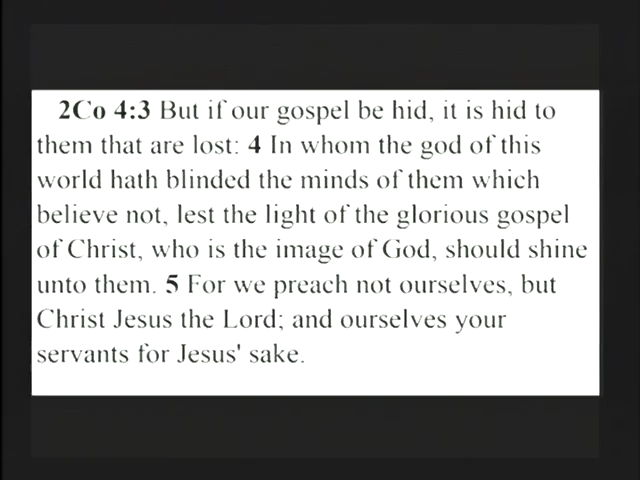 2Co 4:3 But if our gospel be hid, it is hid to
them that are lost: 4 In whom the god of this
world hath blinded the minds of them which
believe not, lest the light of the glorious gospel
of Christ, who is the image of God, should shine
unto them. 5 For we preach not ourselves, but
Christ Jesus the Lord; and ourselves your
servants for Jesus' sake.